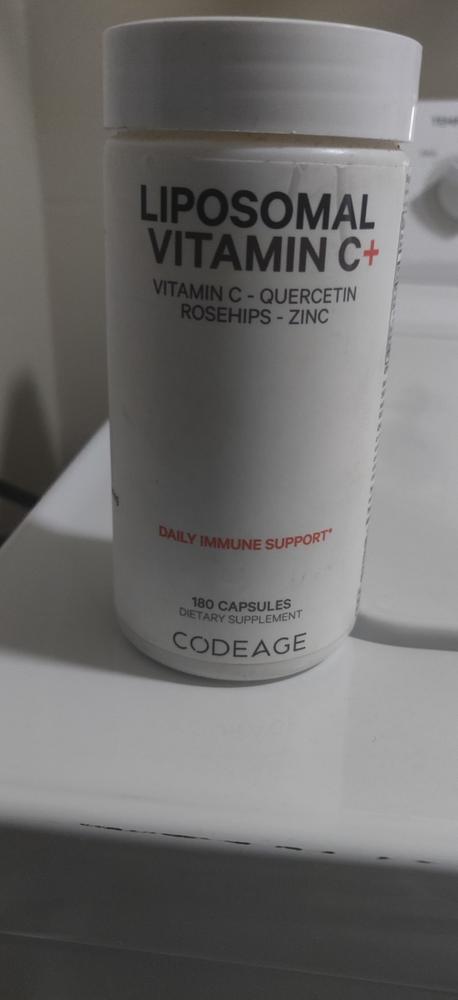 LIPOSOMAL
VITAMIN C+
VITAMIN C - QUERCETIN
ROSEHIPS - ZINC
DAILY IMMUNE SUPPORT*
180 CAPSULES
DIETARY SUPPLEMENT
CODEAGE